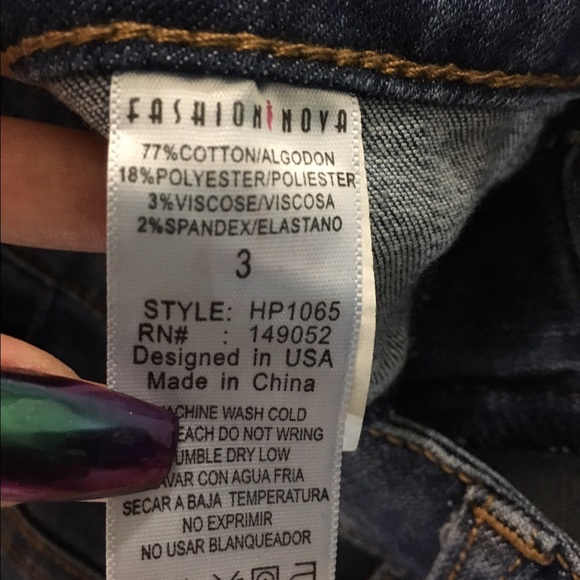 FASHION NOVA
77%COTTON/ALGODON
18%POLYESTER/POLIESTER
3%VISCOSE/VISCOSA
2%SPANDEX/ELASTANO
3
STYLE: HP1065
RN# : 149052
Designed in USA
Made in China
ACHINE WASH COLD
EACH DO NOT WRING
UMBLE DRY LOW
AVAR CON AGUA FRIA
SECAR A BAJA TEMPERATURA
NO EXPRIMIR
NO USAR BLANQUEADOR